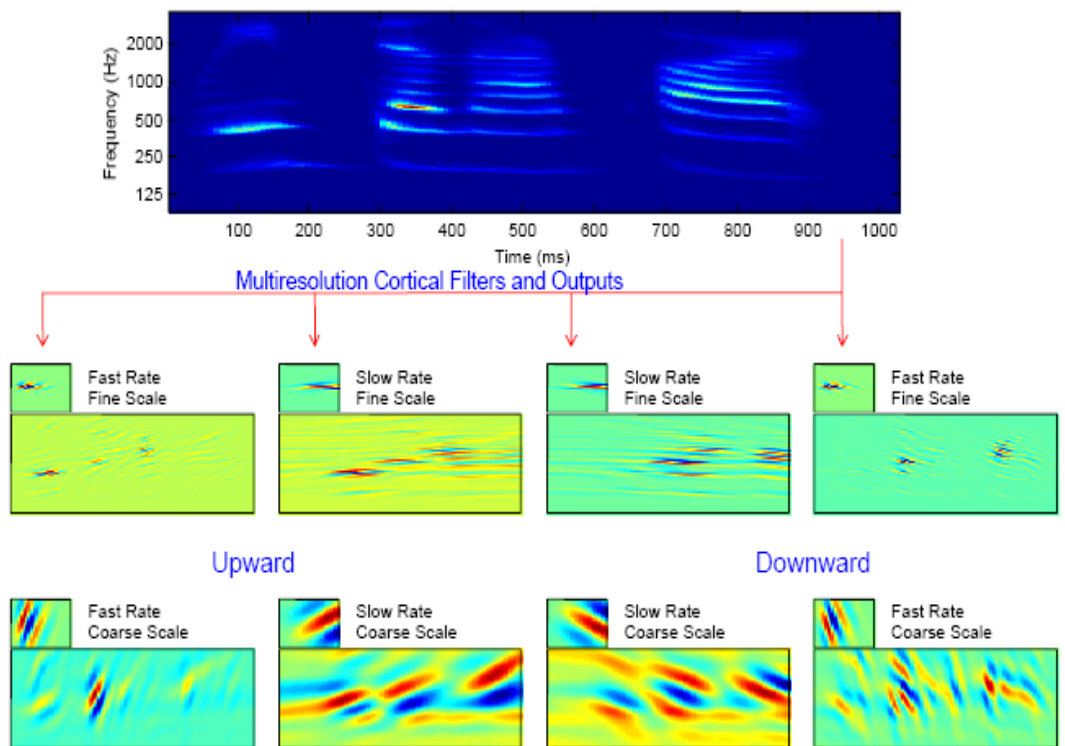 Frequency (Hz)
2000
1000
500
250
125
100 200 300 400 500 600 700 800 900 1000
Time (ms)
Multiresolution Cortical Filters and Outputs
Fast Rate
Fine Scale
Slow Rate
Fine Scale
Slow Rate
Fine Scale
Fast Rate
Fine Scale
Upward
Downward
Fast Rate
Coarse Scale
Slow Rate
Coarse Scale
Slow Rate
Coarse Scale
Fast Rate
Coarse Scale